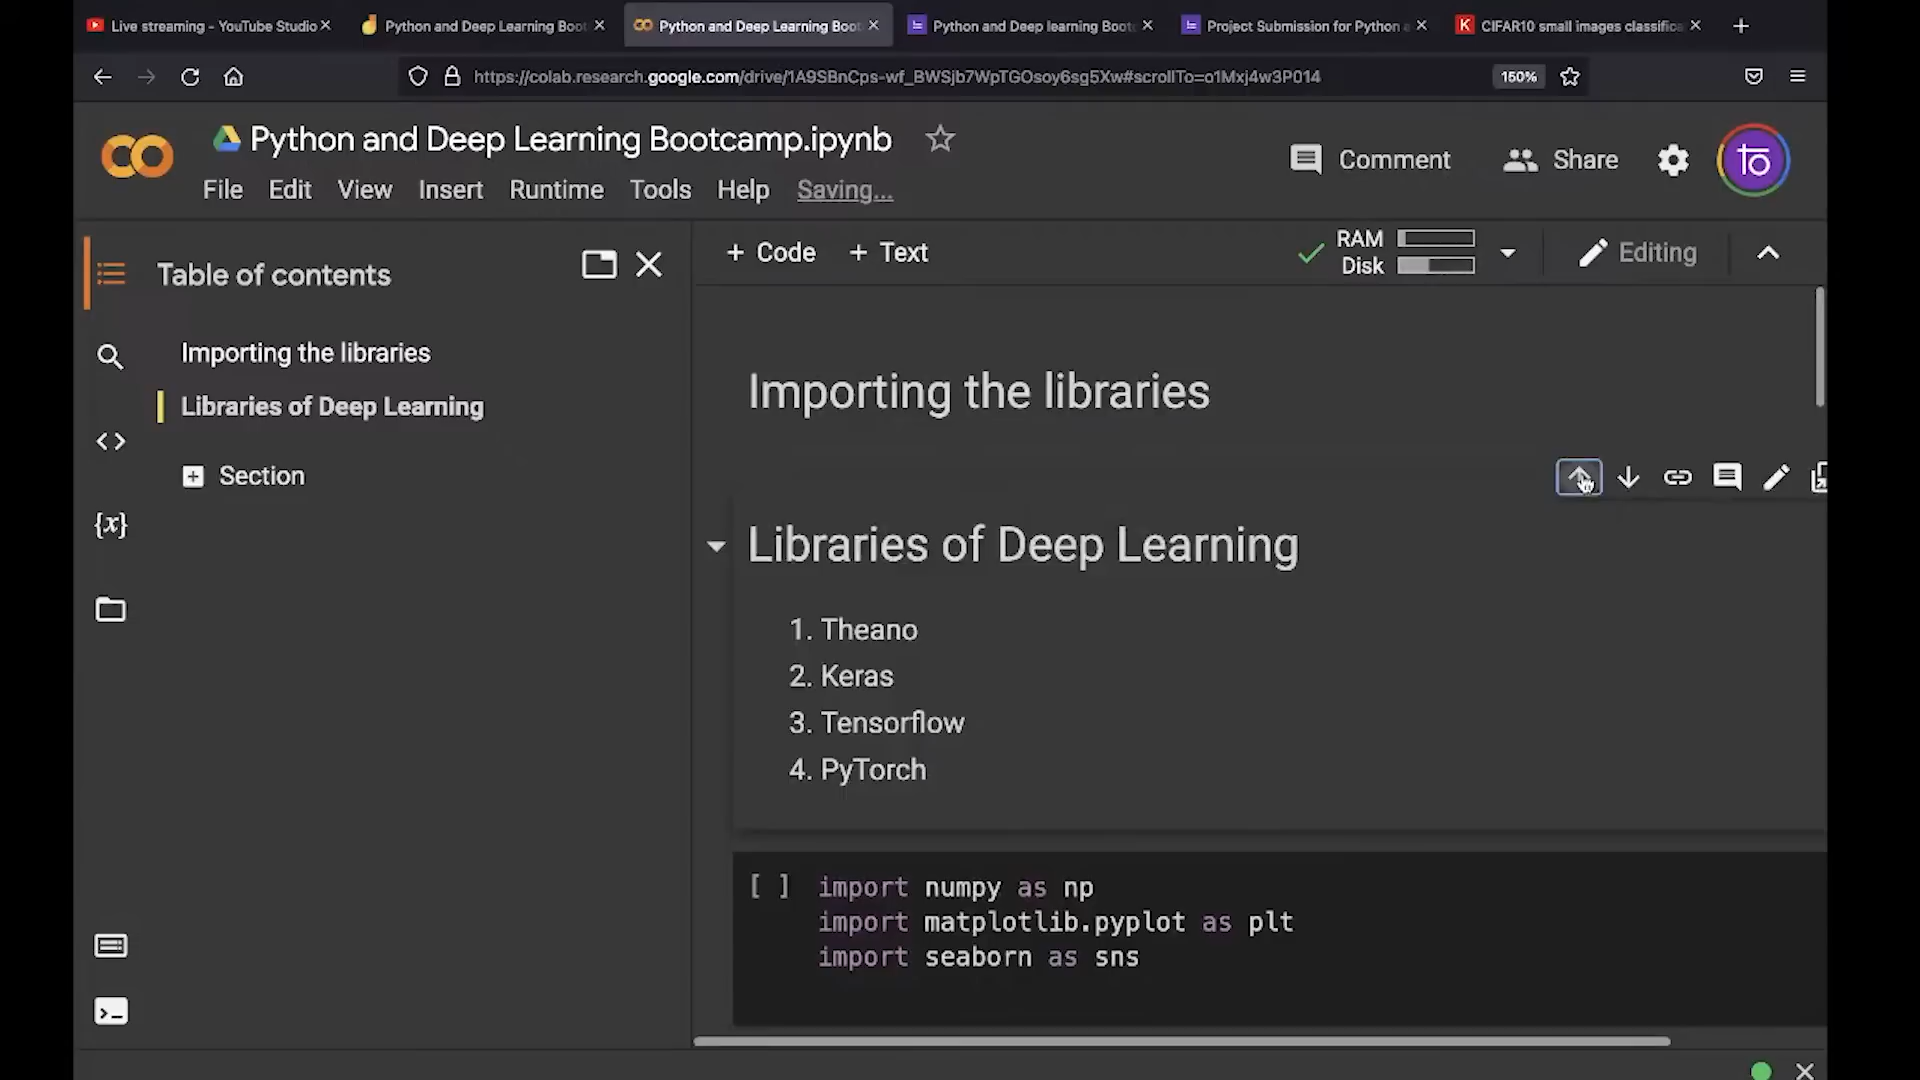 Live streaming - YouTube Studio
Python and Deep Learning Boot
Python and Deep Learning Boot
Python and Deep learning Boot
Project Submission for Python a
CIFAR10 small images classific
https://colab.research.google.com/drive/1A9SBnCps-wf_BWSjb7WpTGOsoy6sg5Xw#scrollTo=o1Mxj4w3P014
150%
Python and Deep Learning Bootcamp.ipynb
Comment
Share
to
File Edit View Insert Runtime Tools Help Saving...
Table of contents
+ Code + Text
RAM
Disk
Editing
Importing the libraries
Libraries of Deep Learning
Section
Importing the libraries
Libraries of Deep Learning
1. Theano
2. Keras
3. Tensorflow
4. PyTorch
[ ] import numpy as np
import matplotlib.pyplot as plt
import seaborn as sns